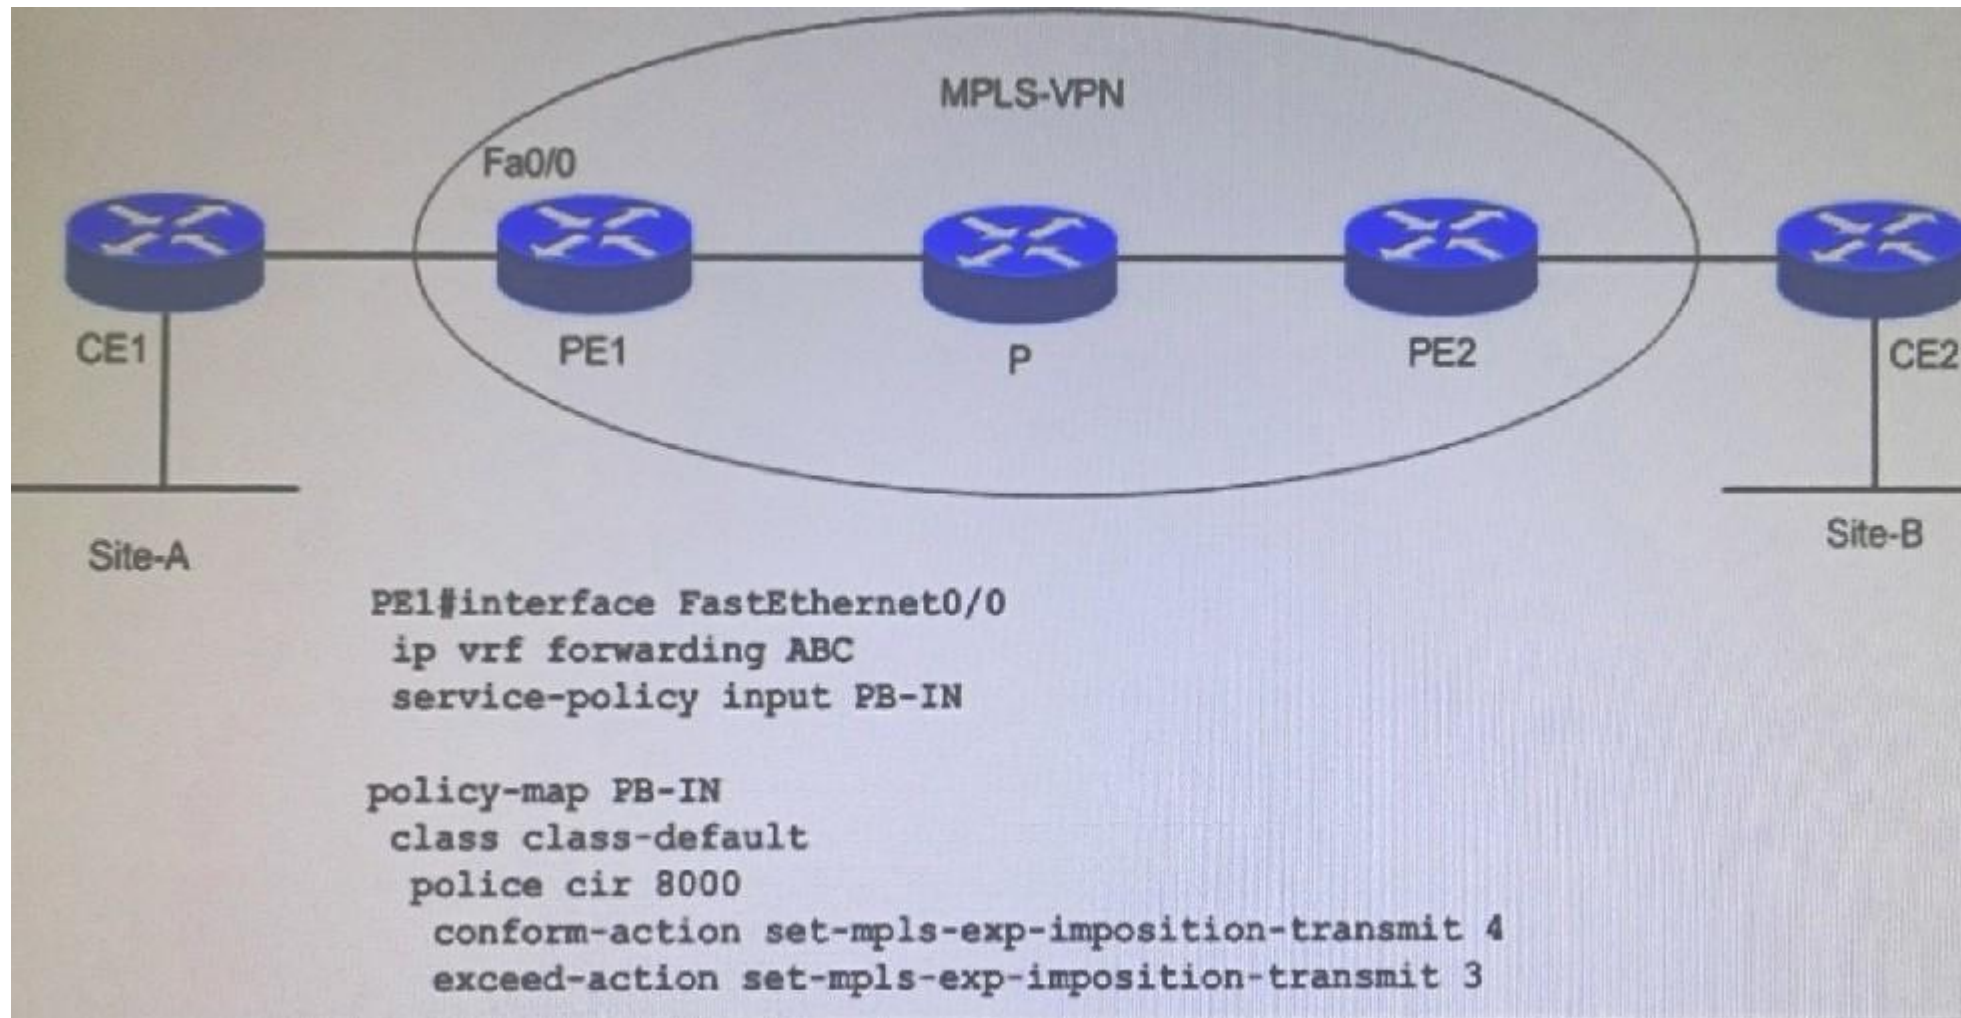 MPLS-VPN
Fa0/0
CE1
PE1
P
PE2
CE2
Site-A
Site-B
PE1#interface FastEthernet0/0
ip vrf forwarding ABC
service-policy input PB-IN
policy-map PB-IN
class class-default
police cir 8000
conform-action set-mpls-exp-imposition-transmit 4
exceed-action set-mpls-exp-imposition-transmit 3